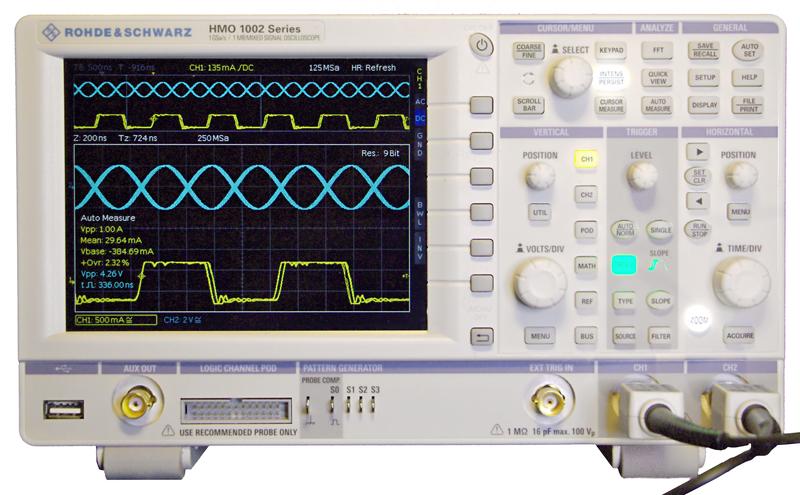 ROHDE&SCHWARZ HMO 1002 Series
1GSa/s / 1 MB MIXED SIGNAL OSCILLOSCOPE
TB: 500ns T: -916ns CH1: 135mA / DC 125MSa HR: Refresh
CH1
AC
DC
GND
BWL
INV
Z: 200ns Tz: 724 ns 250MSa
Res.: 9 Bit
Auto Measure
Vpp: 1.00 A
Mean: 29.64 mA
Vbase: -384.69 mA
+Ovr: 2.32 %
Vpp: 4.26 V
t: 336.00ns
CH1: 500 mA CH2: 2 V
CURSOR/MENU ANALYZE GENERAL
COARSE
FINE
SELECT
KEYPAD
FFT
SAVE
RECALL
AUTO
SET
INTENS
PERSIST
QUICK
VIEW
SETUP
HELP
SCROLL
BAR
CURSOR
MEASURE
AUTO
MEASURE
DISPLAY
FILE
PRINT
VERTICAL TRIGGER HORIZONTAL
POSITION CH1 LEVEL POSITION
SET
CLR
CH2
UTIL
MENU
POD
AUTO
NORM
SINGLE
RUN
STOP
VOLTS/DIV
MATH
SLOPE
TIME/DIV
REF TYPE SLOPE
ZOOM
MENU BUS SOURCE FILTER ACQUIRE
AUX OUT LOGIC CHANNEL POD PATTERN GENERATOR EXT TRIG IN CH1 CH2
PROBE COMP.
S0 S1 S2 S3
USE RECOMMENDED PROBE ONLY
1 MΩ 16 pF max. 100 Vp